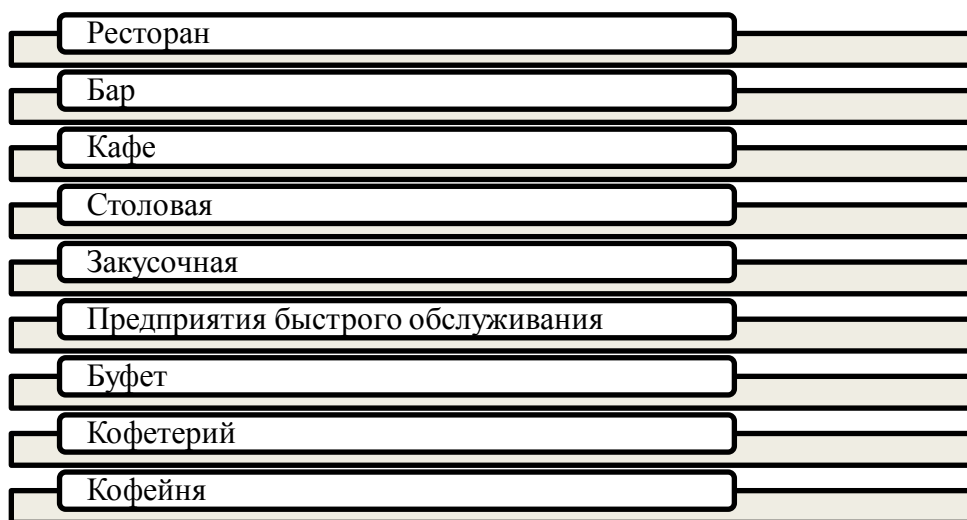 Ресторан
Бар
Кафе
Столовая
Закусочная
Предприятия быстрого обслуживания
Буфет
Кофетерий
Кофейня